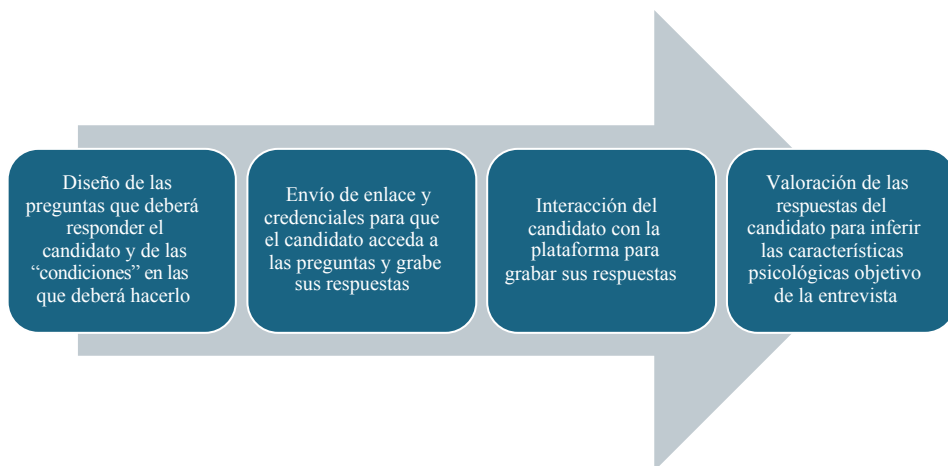 Diseño de las
preguntas que deberá
responder el
candidato y de las
“condiciones” en las
que deberá hacerlo
Envío de enlace y
credenciales para que
el candidato acceda a
las preguntas y grabe
sus respuestas
Interacción del
candidato con la
plataforma para
grabar sus respuestas
Valoración de las
respuestas del
candidato para inferir
las características
psicológicas objetivo
de la entrevista